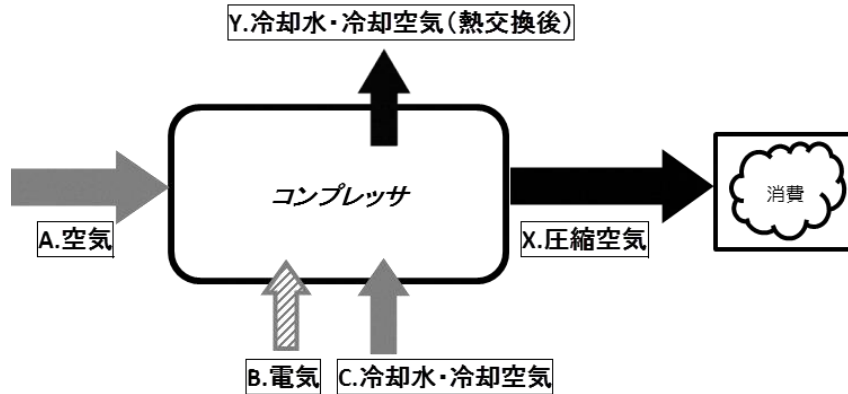 Y.冷却水・冷却空気(熱交換後)
コンプレッサ
消費
A.空気
X.圧縮空気
B.電気
C.冷却水・冷却空気